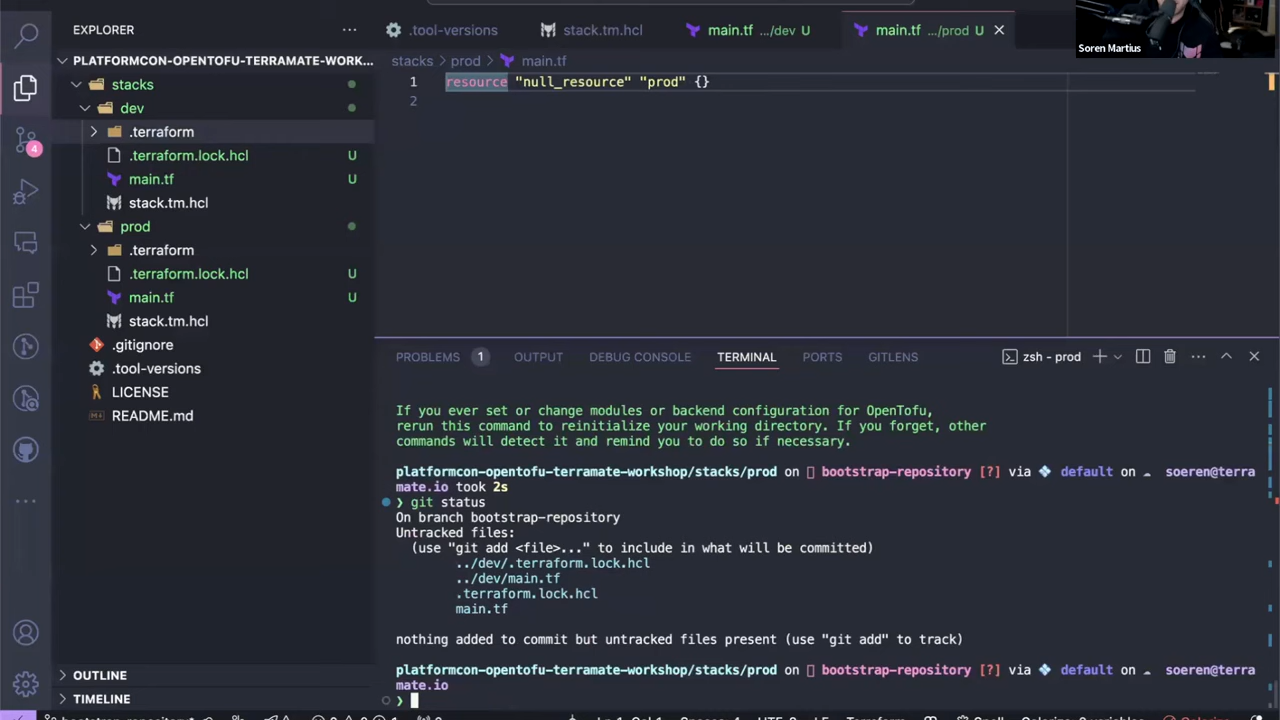 EXPLORER
.tool-versions
stack.tm.hcl
main.tf .../dev U
main.tf .../prod U
Soren Martius
PLATFORMCON-OPENTOFU-TERRAMATE-WORK...
stacks
dev
.terraform
.terraform.lock.hcl U
main.tf U
stack.tm.hcl
prod
.terraform
.terraform.lock.hcl U
main.tf U
stack.tm.hcl
.gitignore
.tool-versions
LICENSE
README.md
OUTLINE
TIMELINE
4
stacks > prod > main.tf
1 resource "null_resource" "prod" {}
2
PROBLEMS 1 OUTPUT DEBUG CONSOLE TERMINAL PORTS GITLENS zsh - prod
If you ever set or change modules or backend configuration for OpenTofu,
rerun this command to reinitialize your working directory. If you forget, other
commands will detect it and remind you to do so if necessary.
platformcon-opentofu-terramate-workshop/stacks/prod on bootstrap-repository [?] via default on soeren@terra
mate.io took 2s
❯ git status
On branch bootstrap-repository
Untracked files:
(use "git add <file>..." to include in what will be committed)
../dev/.terraform.lock.hcl
../dev/main.tf
.terraform.lock.hcl
main.tf
nothing added to commit but untracked files present (use "git add" to track)
platformcon-opentofu-terramate-workshop/stacks/prod on bootstrap-repository [?] via default on soeren@terra
mate.io
❯